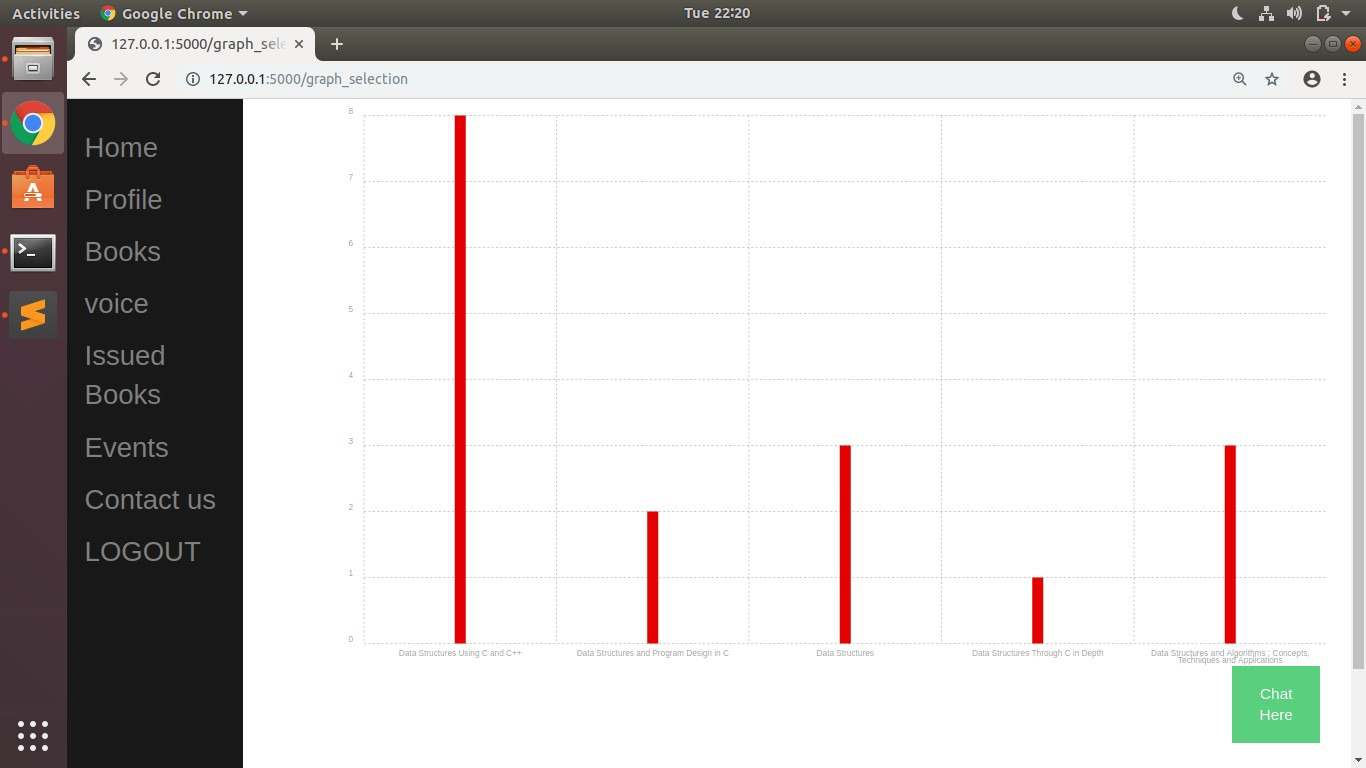 Activities Google Chrome Tue 22:20
127.0.0.1:5000/graph_sele
127.0.0.1:5000/graph_selection
Home
Profile
Books
voice
Issued
Books
Events
Contact us
LOGOUT
8
7
6
5
4
3
2
1
0
Data Structures Using C and C++
Data Structures and Program Design in C
Data Structures
Data Structures Through C in Depth
Data Structures and Algorithms : Concepts,
Techniques and Applications
Chat
Here